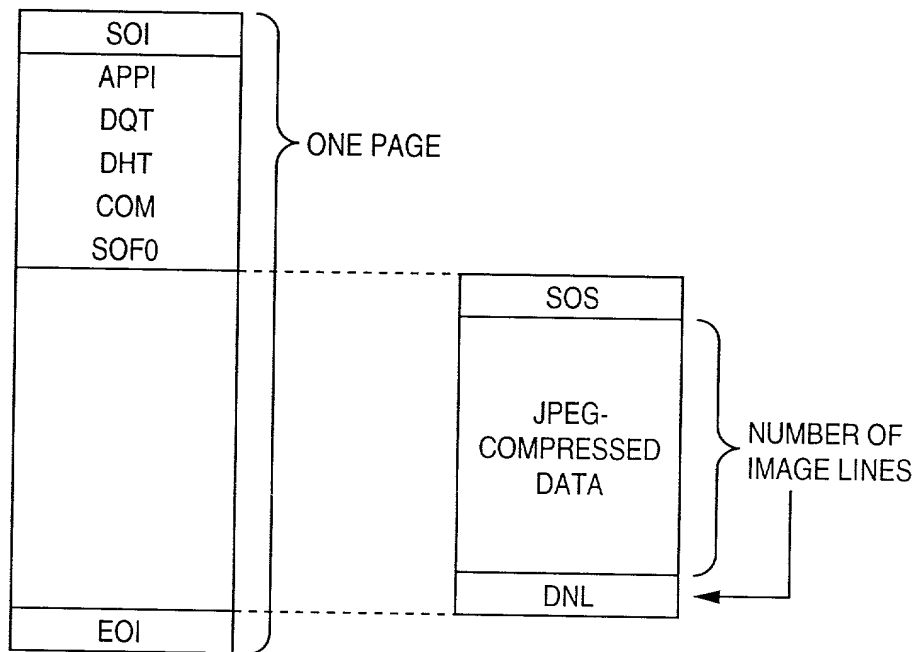 SOI
APPI
DQT
DHT
COM
SOF0
ONE PAGE
SOS
JPEG-
COMPRESSED
DATA
NUMBER OF
IMAGE LINES
DNL
EOI